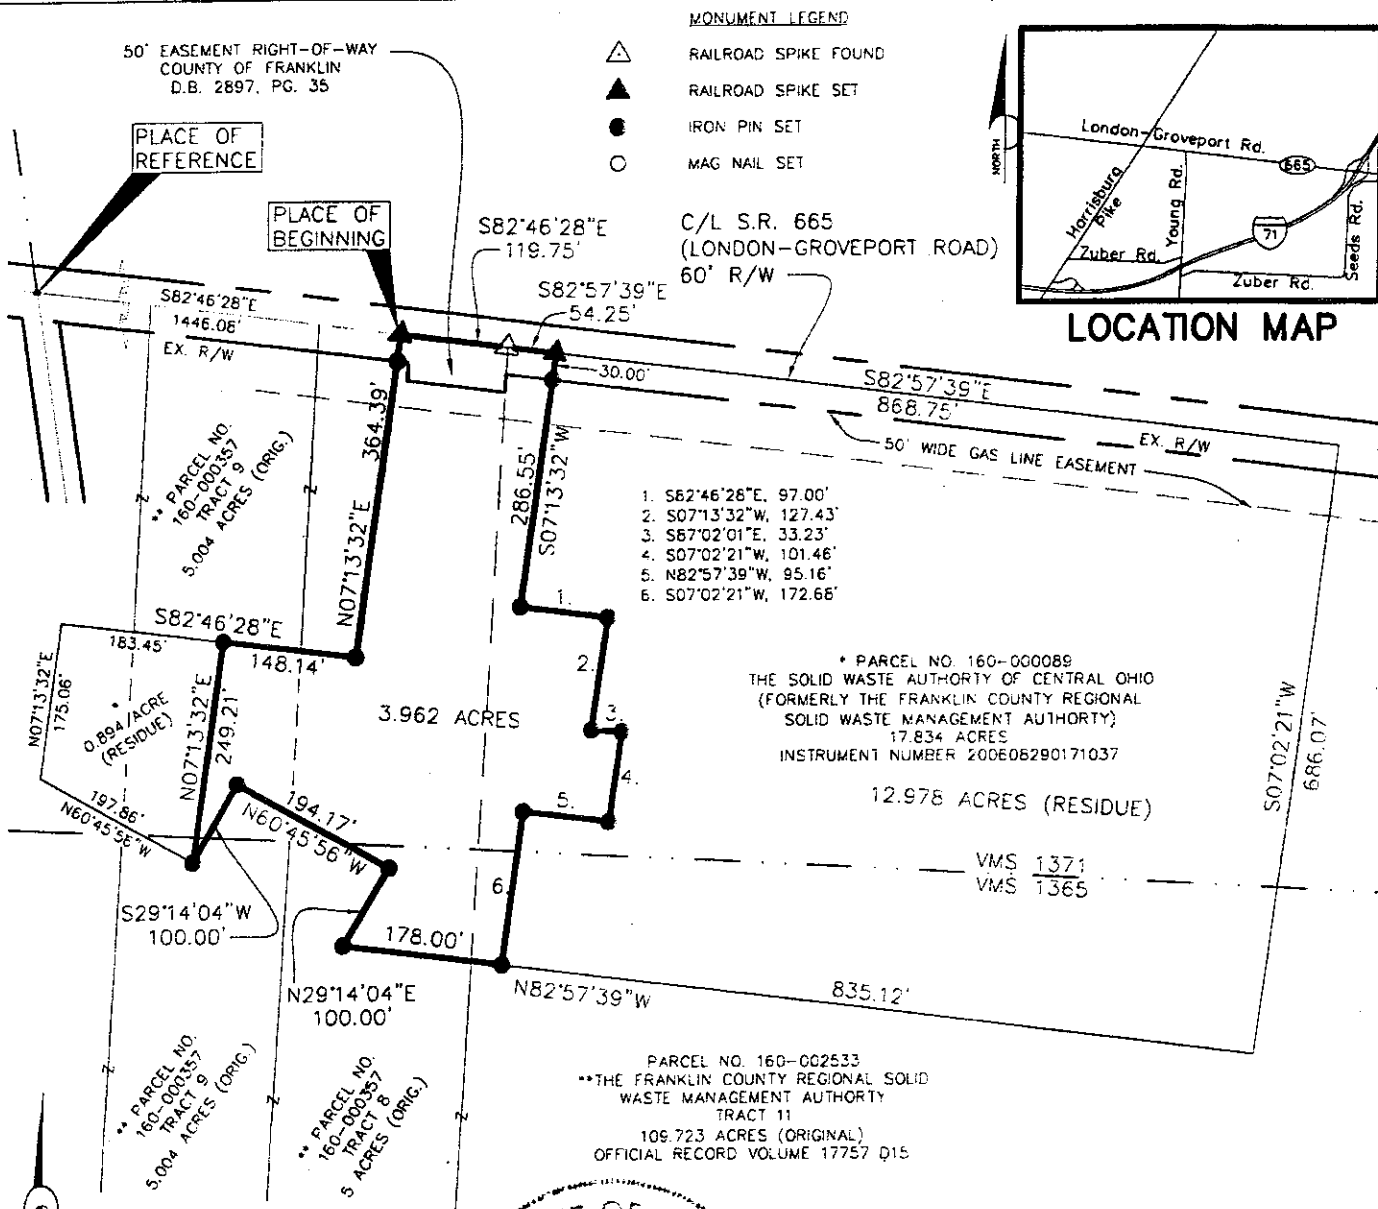 MONUMENT LEGEND
RAILROAD SPIKE FOUND
RAILROAD SPIKE SET
IRON PIN SET
MAG NAIL SET
50' EASEMENT RIGHT-OF-WAY
COUNTY OF FRANKLIN
D.B. 2897, PG. 35
PLACE OF
REFERENCE
PLACE OF
BEGINNING
S82°46'28"E
119.75'
C/L S.R. 665
(LONDON-GROVEPORT ROAD)
60' R/W
S82°57'39"E
54.25'
NORTH
London-Groveport Rd.
665
Harrisburg
Pike
Young Rd.
71
Seeds Rd.
Zuber Rd.
Zuber Rd.
LOCATION MAP
S82°46'28"E
1446.08'
EX. R/W
30.00'
S82°57'39"E
868.75'
EX. R/W
50' WIDE GAS LINE EASEMENT
364.39'
N07°13'32"E
286.55'
S07°13'32"W
** PARCEL NO.
160-000357
TRACT 9
5.004 ACRES (ORIG.)
1. S82°46'28"E, 97.00'
2. S07°13'32"W, 127.43'
3. S87°02'01"E, 33.23'
4. S07°02'21"W, 101.46'
5. N82°57'39"W, 95.16'
6. S07°02'21"W, 172.68'
1.
2.
3.
4.
5.
6.
S82°46'28"E
183.45'
148.14'
N07°13'32"E
175.06'
*
0.894 ACRE
(RESIDUE)
N07°13'32"E
249.21'
3.962 ACRES
* PARCEL NO. 160-000089
THE SOLID WASTE AUTHORTY OF CENTRAL OHIO
(FORMERLY THE FRANKLIN COUNTY REGIONAL
SOLID WASTE MANAGEMENT AUTHORTY)
17.834 ACRES
INSTRUMENT NUMBER 200608290171037
12.978 ACRES (RESIDUE)
S07°02'21"W
686.07'
197.86'
N60°45'56"W
194.17'
N60°45'56"W
VMS 1371
VMS 1365
S29°14'04"W
100.00'
178.00'
N29°14'04"E
100.00'
N82°57'39"W
835.12'
** PARCEL NO.
160-000357
TRACT 9
5.004 ACRES (ORIG.)
** PARCEL NO.
160-000357
TRACT 8
5 ACRES (ORIG.)
PARCEL NO. 160-002533
**THE FRANKLIN COUNTY REGIONAL SOLID
WASTE MANAGEMENT AUTHORTY
TRACT 11
109.723 ACRES (ORIGINAL)
OFFICIAL RECORD VOLUME 17757 D15